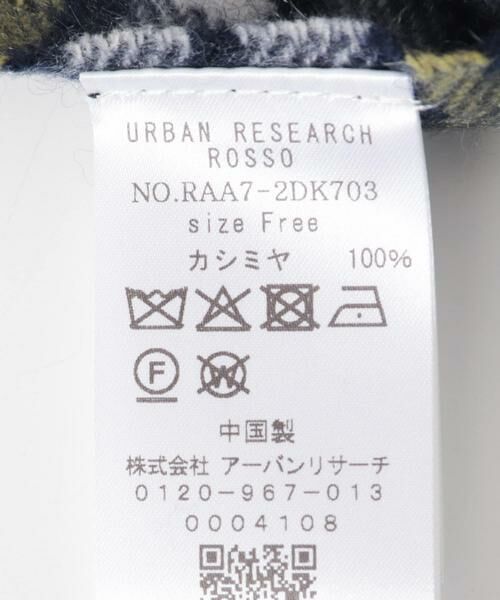 URBAN RESEARCH
ROSSO
NO.RAA7-2DK703
size Free
カシミヤ 100%
F W
中国製
株式会社 アーバンリサーチ
0120-967-013
0004108